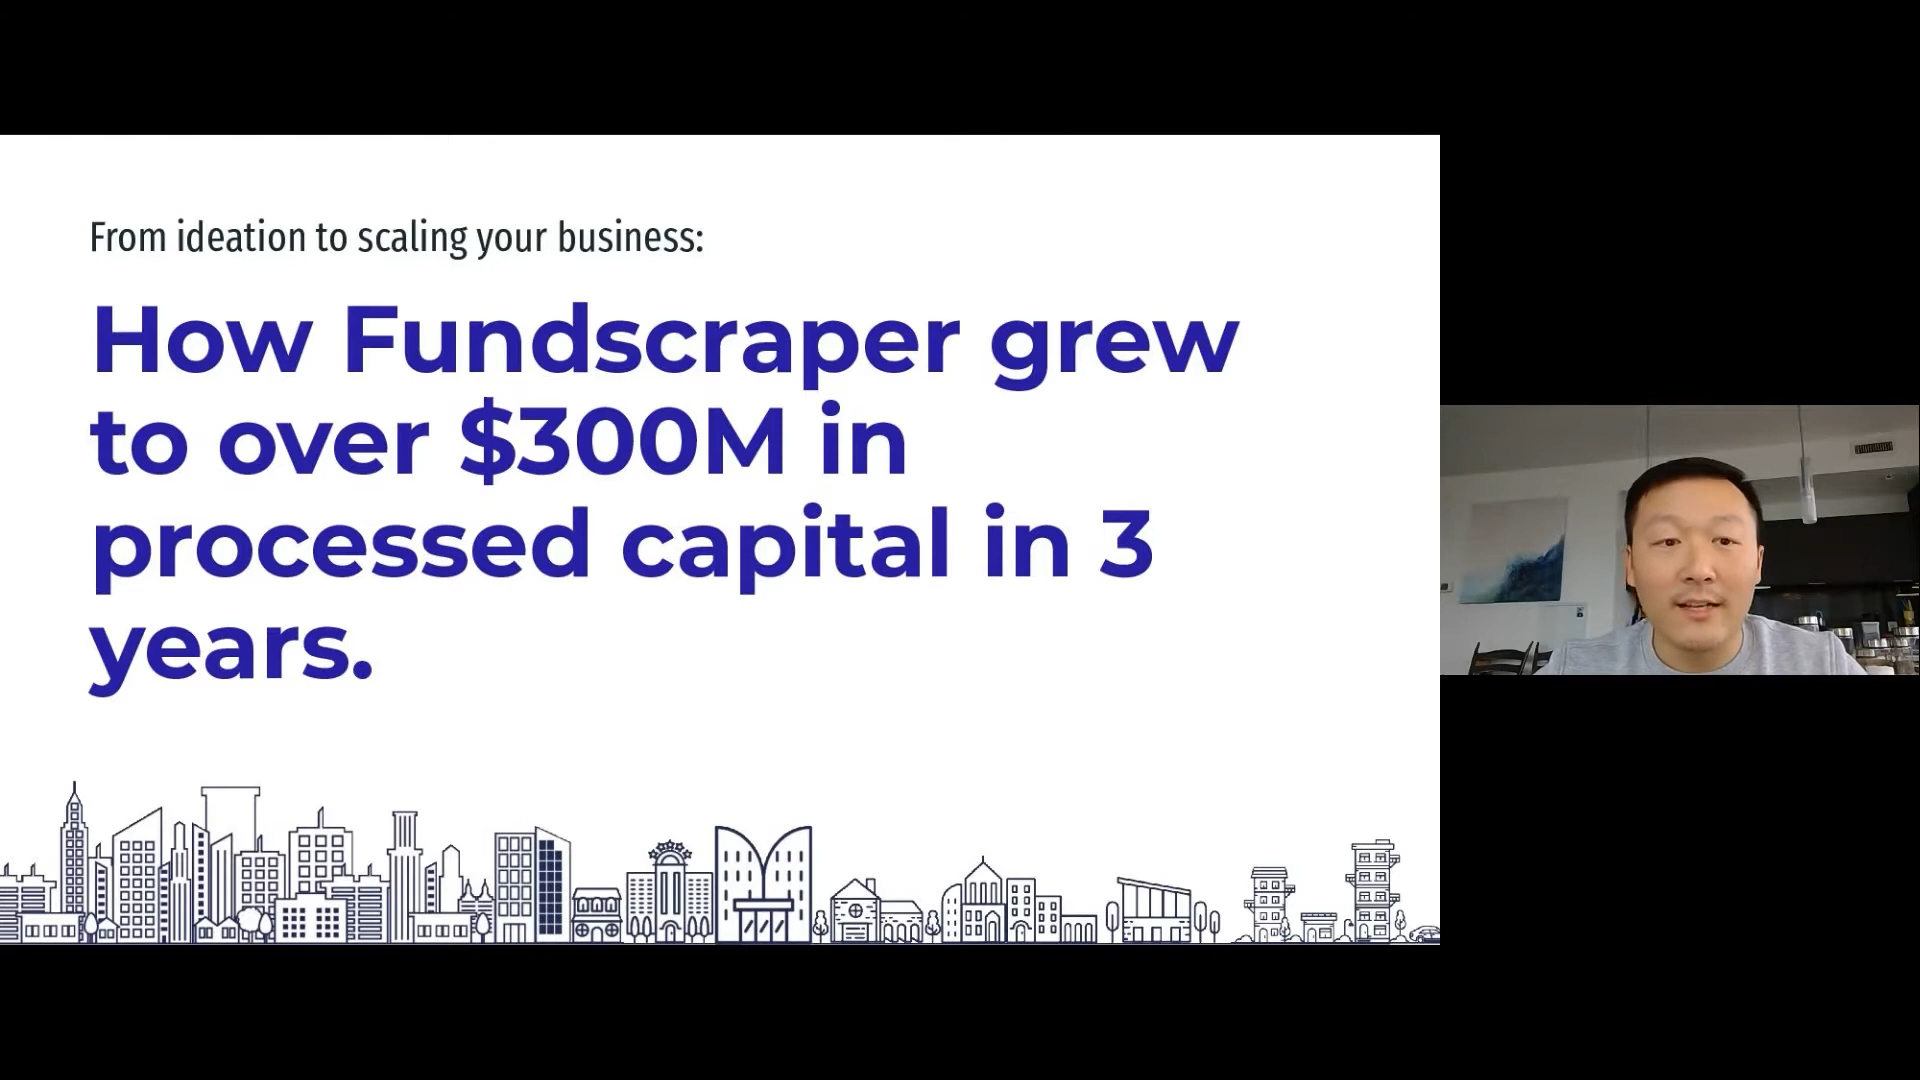 From ideation to scaling your business:
How Fundscraper grew
to over $300M in
processed capital in 3
years.